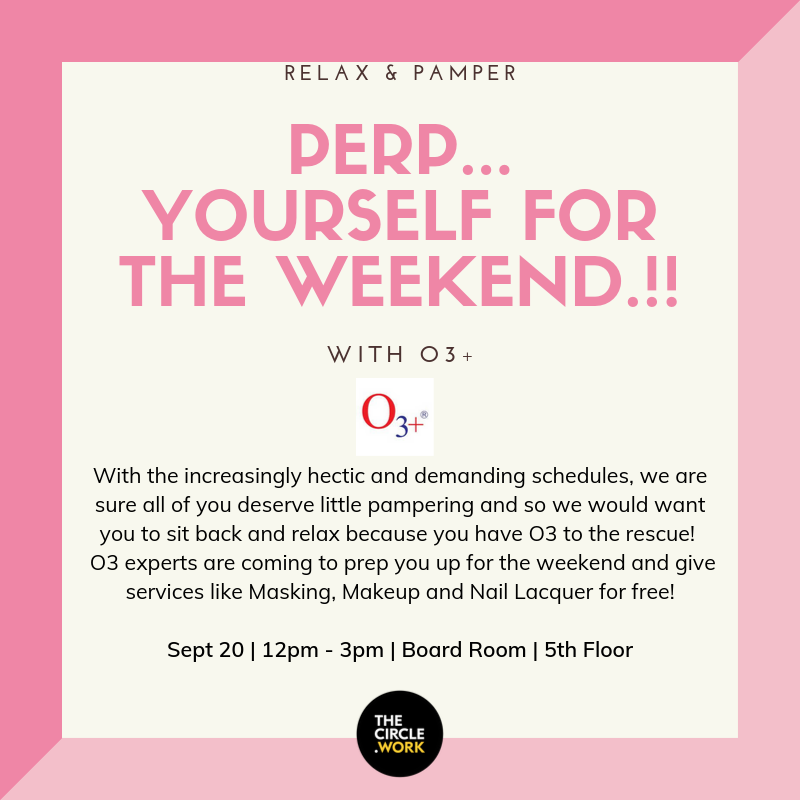 RELAX & PAMPER
PERP...
YOURSELF FOR
THE WEEKEND.!!
WITH O3+
O3+®
With the increasingly hectic and demanding schedules, we are
sure all of you deserve little pampering and so we would want
you to sit back and relax because you have O3 to the rescue!
O3 experts are coming to prep you up for the weekend and give
services like Masking, Makeup and Nail Lacquer for free!
Sept 20 | 12pm - 3pm | Board Room | 5th Floor
THE
CIRCLE
.WORK